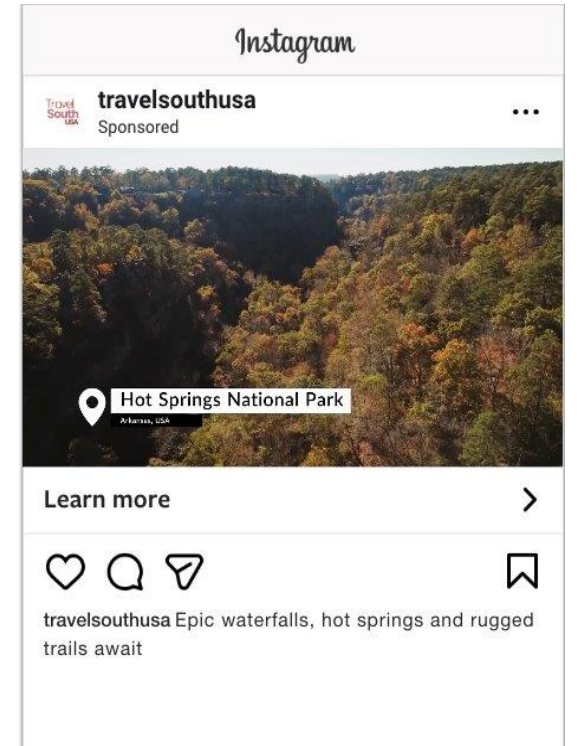 Instagram
Travel
South
USA
travelsouthusa
Sponsored
Hot Springs National Park
Arkansas, USA
Learn more
travelsouthusa Epic waterfalls, hot springs and rugged
trails await